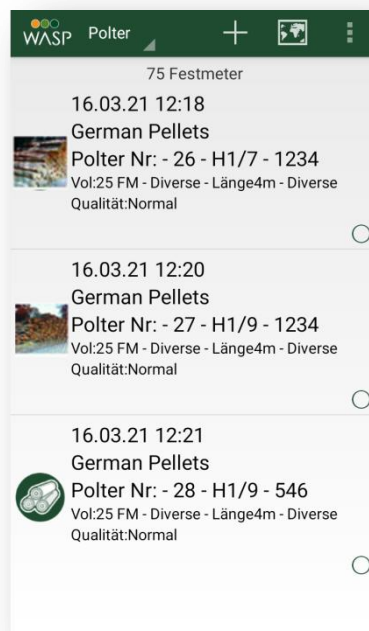 WASP Polter
75 Festmeter
16.03.21 12:18
German Pellets
Polter Nr: - 26 - H1/7 - 1234
Vol:25 FM - Diverse - Länge4m - Diverse
Qualität:Normal
16.03.21 12:20
German Pellets
Polter Nr: - 27 - H1/9 - 1234
Vol:25 FM - Diverse - Länge4m - Diverse
Qualität:Normal
16.03.21 12:21
German Pellets
Polter Nr: - 28 - H1/9 - 546
Vol:25 FM - Diverse - Länge4m - Diverse
Qualität:Normal